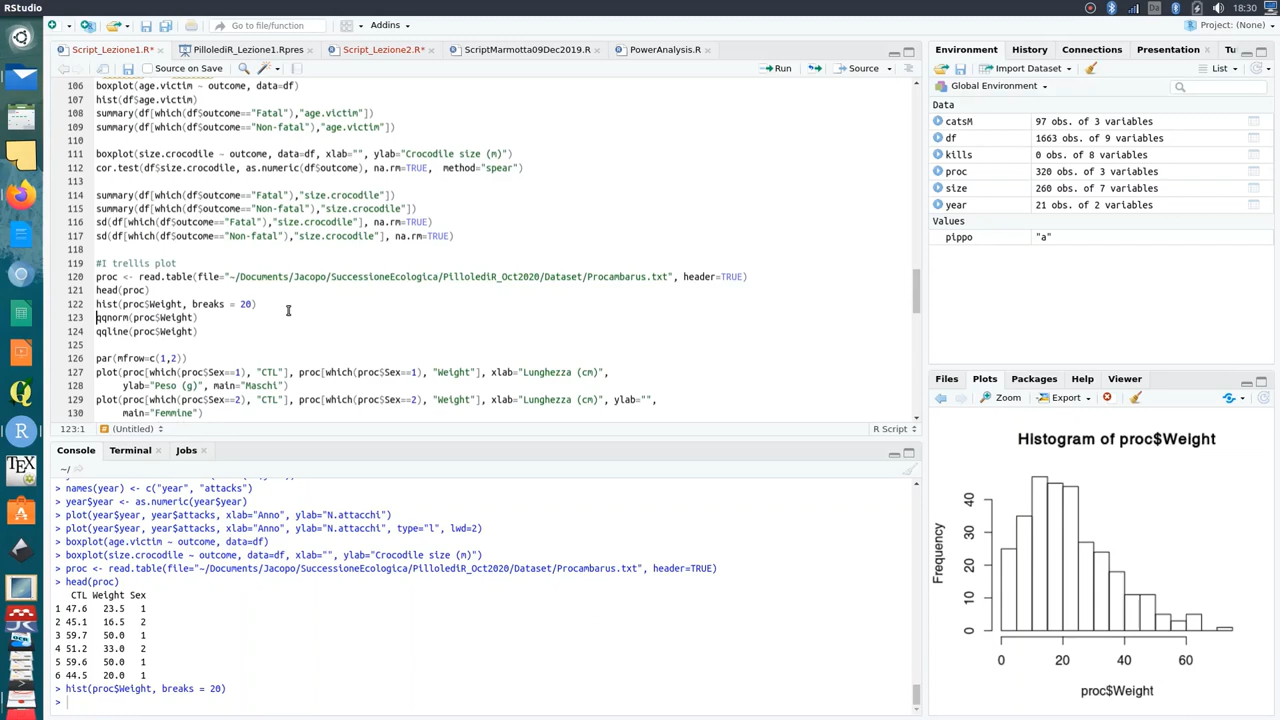 RStudio
18:30
Go to file/function
Addins
Project: (None)
Script_Lezione1.R*
PillolediR_Lezione1.Rpres
Script_Lezione2.R*
ScriptMarmotta09Dec2019.R
PowerAnalysis.R
Source on Save
Run
Source
106 boxplot(age.victim ~ outcome, data=df)
107 hist(df$age.victim)
108 summary(df[which(df$outcome=="Fatal"),"age.victim"])
109 summary(df[which(df$outcome=="Non-fatal"),"age.victim"])
110
111 boxplot(size.crocodile ~ outcome, data=df, xlab="", ylab="Crocodile size (m)")
112 cor.test(df$size.crocodile, as.numeric(df$outcome), na.rm=TRUE,  method="spear")
113
114 summary(df[which(df$outcome=="Fatal"),"size.crocodile"])
115 summary(df[which(df$outcome=="Non-fatal"),"size.crocodile"])
116 sd(df[which(df$outcome=="Fatal"),"size.crocodile"], na.rm=TRUE)
117 sd(df[which(df$outcome=="Non-fatal"),"size.crocodile"], na.rm=TRUE)
118
119 #I trellis plot
120 proc <- read.table(file="~/Documents/Jacopo/SuccessioneEcologica/PillolediR_Oct2020/Dataset/Procambarus.txt", header=TRUE)
121 head(proc)
122 hist(proc$Weight, breaks = 20)
123 qqnorm(proc$Weight)
124 qqline(proc$Weight)
125
126 par(mfrow=c(1,2))
127 plot(proc[which(proc$Sex==1), "CTL"], proc[which(proc$Sex==1), "Weight"], xlab="Lunghezza (cm)",
128 ylab="Peso (g)", main="Maschi")
129 plot(proc[which(proc$Sex==2), "CTL"], proc[which(proc$Sex==2), "Weight"], xlab="Lunghezza (cm)", ylab="",
130 main="Femmine")
123:1
(Untitled)
R Script
Console
Terminal
Jobs
~/
> names(year) <- c("year", "attacks")
> year$year <- as.numeric(year$year)
> plot(year$year, year$attacks, xlab="Anno", ylab="N.attacchi")
> plot(year$year, year$attacks, xlab="Anno", ylab="N.attacchi", type="l", lwd=2)
> boxplot(age.victim ~ outcome, data=df)
> boxplot(size.crocodile ~ outcome, data=df, xlab="", ylab="Crocodile size (m)")
> proc <- read.table(file="~/Documents/Jacopo/SuccessioneEcologica/PillolediR_Oct2020/Dataset/Procambarus.txt", header=TRUE)
> head(proc)
CTL Weight Sex
1 47.6 23.5 1
2 45.1 16.5 2
3 59.7 50.0 1
4 51.2 33.0 2
5 59.6 50.0 1
6 44.5 20.0 1
> hist(proc$Weight, breaks = 20)
>
Environment
History
Connections
Presentation
Tu
Import Dataset
List
Global Environment
Data
catsM 97 obs. of 3 variables
df 1663 obs. of 9 variables
kills 0 obs. of 8 variables
proc 320 obs. of 3 variables
size 260 obs. of 7 variables
year 21 obs. of 2 variables
Values
pippo "a"
Files
Plots
Packages
Help
Viewer
Zoom
Export
Histogram of proc$Weight
Frequency
40
30
20
10
0
0 20 40 60
proc$Weight